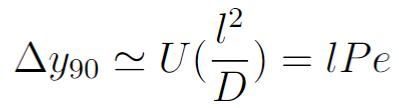 Δy₉₀ ≃ U(l²/D) = lPe